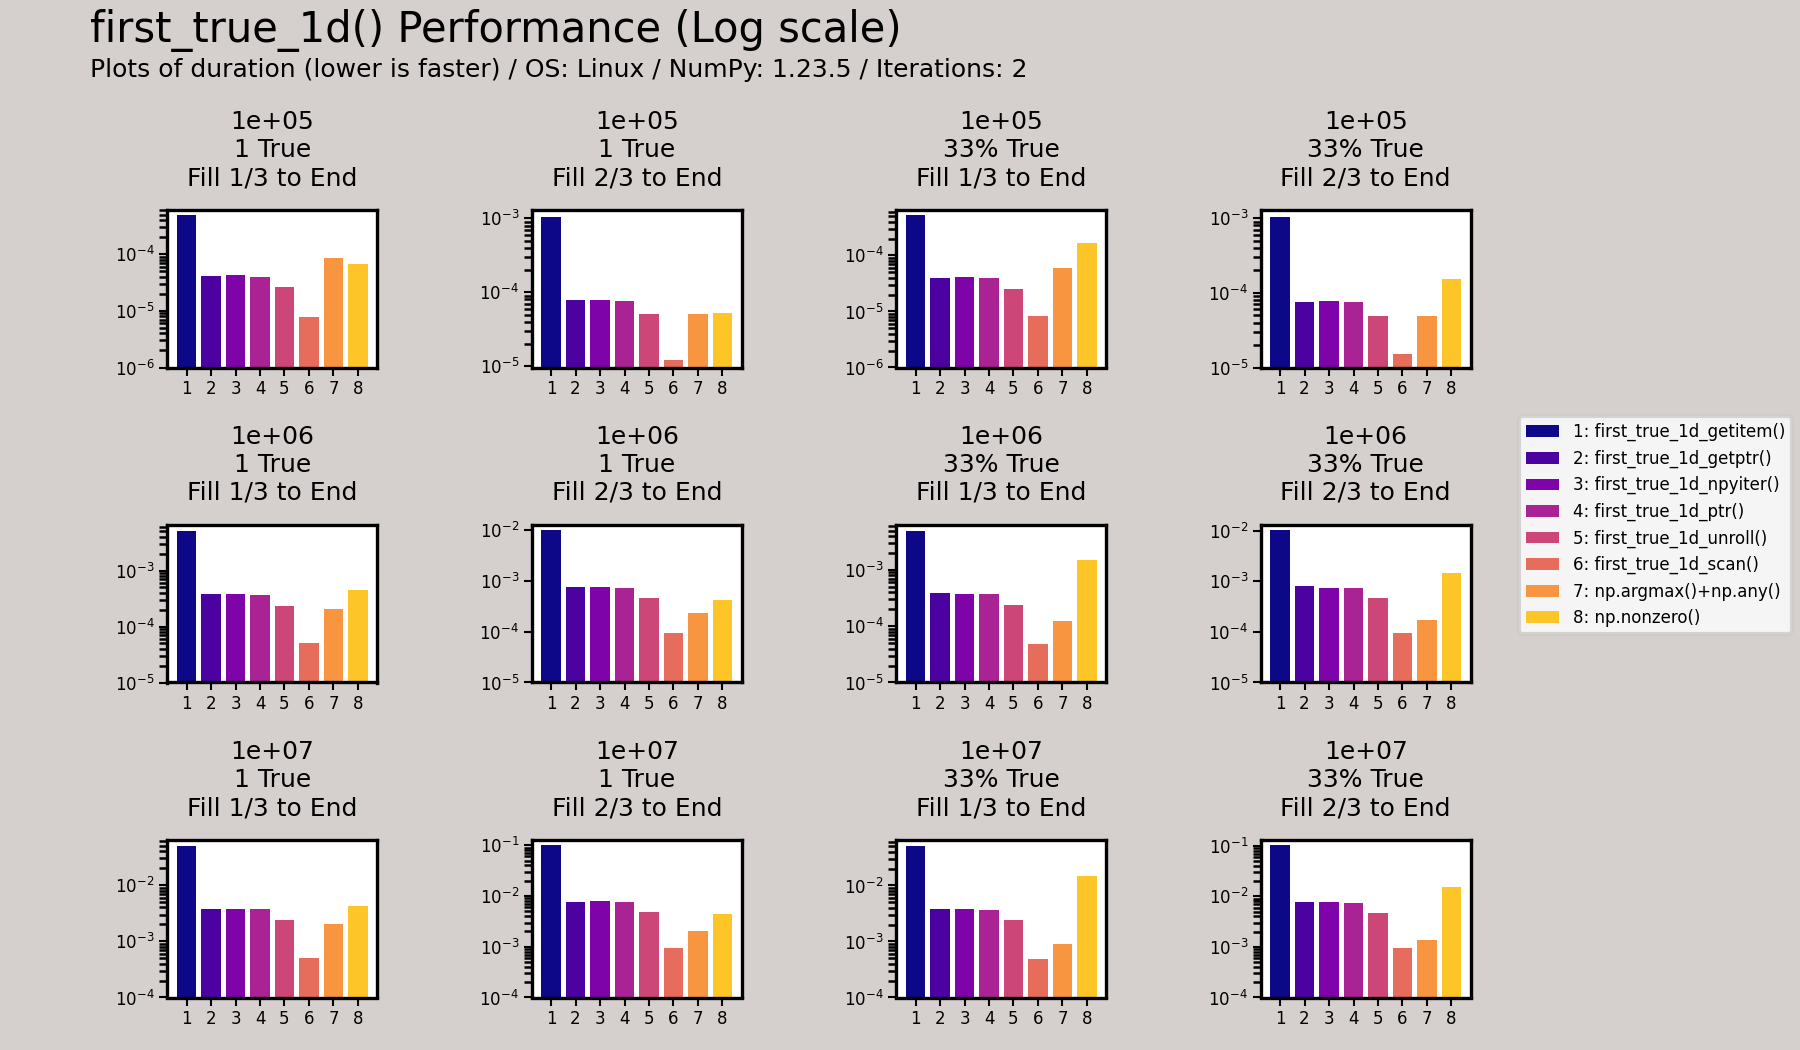 first_true_1d() Performance (Log scale)
Plots of duration (lower is faster) / OS: Linux / NumPy: 1.23.5 / Iterations: 2
1e+05
1 True
Fill 1/3 to End
10⁻⁴
10⁻⁵
10⁻⁶
1 2 3 4 5 6 7 8
1e+05
1 True
Fill 2/3 to End
10⁻³
10⁻⁴
10⁻⁵
1 2 3 4 5 6 7 8
1e+05
33% True
Fill 1/3 to End
10⁻⁴
10⁻⁵
10⁻⁶
1 2 3 4 5 6 7 8
1e+05
33% True
Fill 2/3 to End
10⁻³
10⁻⁴
10⁻⁵
1 2 3 4 5 6 7 8
1e+06
1 True
Fill 1/3 to End
10⁻³
10⁻⁴
10⁻⁵
1 2 3 4 5 6 7 8
1e+06
1 True
Fill 2/3 to End
10⁻²
10⁻³
10⁻⁴
10⁻⁵
1 2 3 4 5 6 7 8
1e+06
33% True
Fill 1/3 to End
10⁻³
10⁻⁴
10⁻⁵
1 2 3 4 5 6 7 8
1e+06
33% True
Fill 2/3 to End
10⁻²
10⁻³
10⁻⁴
10⁻⁵
1 2 3 4 5 6 7 8
1: first_true_1d_getitem()
2: first_true_1d_getptr()
3: first_true_1d_npyiter()
4: first_true_1d_ptr()
5: first_true_1d_unroll()
6: first_true_1d_scan()
7: np.argmax()+np.any()
8: np.nonzero()
1e+07
1 True
Fill 1/3 to End
10⁻²
10⁻³
10⁻⁴
1 2 3 4 5 6 7 8
1e+07
1 True
Fill 2/3 to End
10⁻¹
10⁻²
10⁻³
10⁻⁴
1 2 3 4 5 6 7 8
1e+07
33% True
Fill 1/3 to End
10⁻²
10⁻³
10⁻⁴
1 2 3 4 5 6 7 8
1e+07
33% True
Fill 2/3 to End
10⁻¹
10⁻²
10⁻³
10⁻⁴
1 2 3 4 5 6 7 8